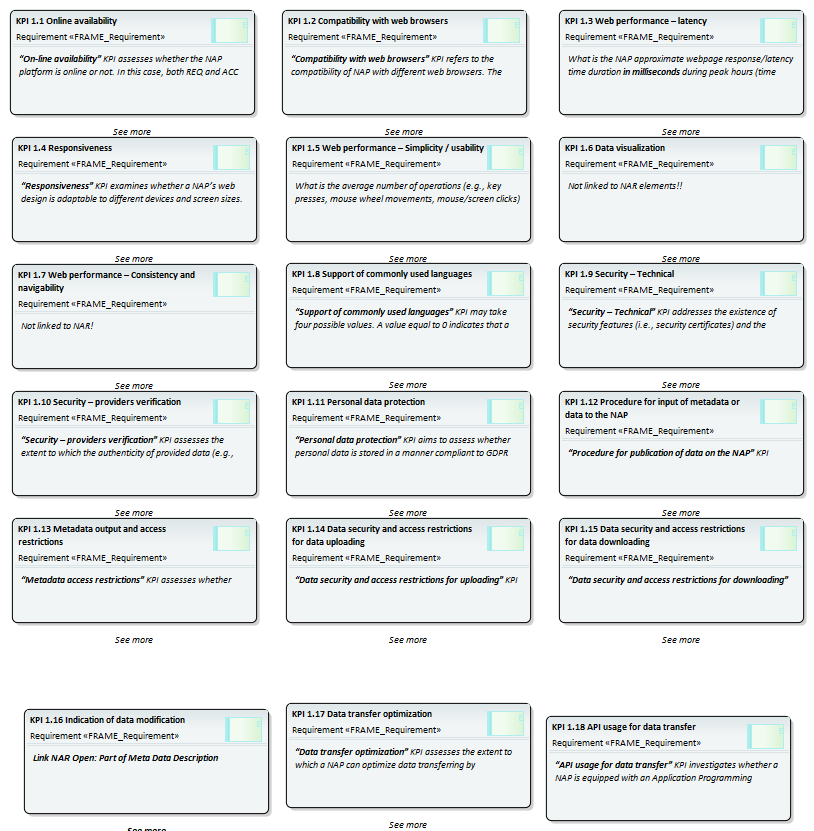 KPI 1.1 Online availability
Requirement «FRAME_Requirement»
“On-line availability” KPI assesses whether the NAP
platform is online or not. In this case, both REQ and ACC
See more
KPI 1.2 Compatibility with web browsers
Requirement «FRAME_Requirement»
“Compatibility with web browsers” KPI refers to the
compatibility of NAP with different web browsers. The
See more
KPI 1.3 Web performance – latency
Requirement «FRAME_Requirement»
What is the NAP approximate webpage response/latency
time duration in milliseconds during peak hours (time
See more
KPI 1.4 Responsiveness
Requirement «FRAME_Requirement»
“Responsiveness” KPI examines whether a NAP’s web
design is adaptable to different devices and screen sizes.
See more
KPI 1.5 Web performance – Simplicity / usability
Requirement «FRAME_Requirement»
What is the average number of operations (e.g., key
presses, mouse wheel movements, mouse/screen clicks)
See more
KPI 1.6 Data visualization
Requirement «FRAME_Requirement»
Not linked to NAR elements!!
See more
KPI 1.7 Web performance – Consistency and
navigability
Requirement «FRAME_Requirement»
Not linked to NAR!
See more
KPI 1.8 Support of commonly used languages
Requirement «FRAME_Requirement»
“Support of commonly used languages” KPI may take
four possible values. A value equal to 0 indicates that a
See more
KPI 1.9 Security – Technical
Requirement «FRAME_Requirement»
“Security – Technical” KPI addresses the existence of
security features (i.e., security certificates) and the
See more
KPI 1.10 Security – providers verification
Requirement «FRAME_Requirement»
“Security – providers verification” KPI assesses the
extent to which the authenticity of provided data (e.g.,
See more
KPI 1.11 Personal data protection
Requirement «FRAME_Requirement»
“Personal data protection” KPI aims to assess whether
personal data is stored in a manner compliant to GDPR
See more
KPI 1.12 Procedure for input of metadata or
data to the NAP
Requirement «FRAME_Requirement»
“Procedure for publication of data on the NAP” KPI
See more
KPI 1.13 Metadata output and access
restrictions
Requirement «FRAME_Requirement»
“Metadata access restrictions” KPI assesses whether
See more
KPI 1.14 Data security and access restrictions
for data uploading
Requirement «FRAME_Requirement»
“Data security and access restrictions for uploading” KPI
See more
KPI 1.15 Data security and access restrictions
for data downloading
Requirement «FRAME_Requirement»
“Data security and access restrictions for downloading”
See more
KPI 1.16 Indication of data modification
Requirement «FRAME_Requirement»
Link NAR Open: Part of Meta Data Description
See more
KPI 1.17 Data transfer optimization
Requirement «FRAME_Requirement»
“Data transfer optimization” KPI assesses the extent to
which a NAP can optimize data transferring by
See more
KPI 1.18 API usage for data transfer
Requirement «FRAME_Requirement»
“API usage for data transfer” KPI investigates whether a
NAP is equipped with an Application Programming